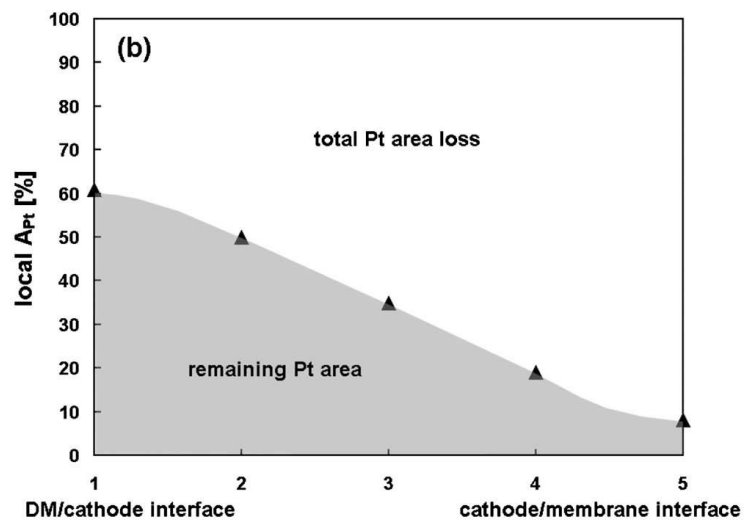 (b)
100
90
80
70
60
50
40
30
20
10
0
local APt [%]
total Pt area loss
remaining Pt area
1 2 3 4 5
DM/cathode interface cathode/membrane interface